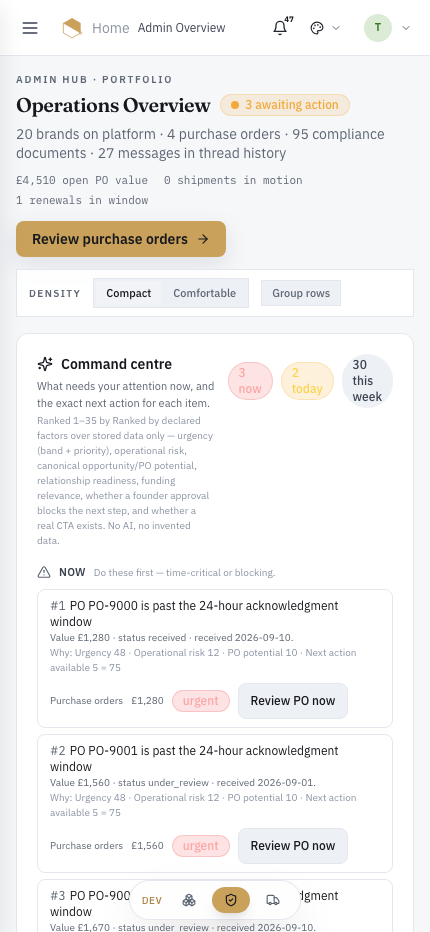 Home Admin Overview 47 T
ADMIN HUB · PORTFOLIO
Operations Overview 3 awaiting action
20 brands on platform · 4 purchase orders · 95 compliance
documents · 27 messages in thread history
£4,510 open PO value 0 shipments in motion
1 renewals in window
Review purchase orders →
DENSITY Compact Comfortable Group rows
Command centre
What needs your attention now, and
the exact next action for each item.
Ranked 1–35 by Ranked by declared
factors over stored data only — urgency
(band + priority), operational risk,
canonical opportunity/PO potential,
relationship readiness, funding
relevance, whether a founder approval
blocks the next step, and whether a
real CTA exists. No AI, no invented
data.
3
now
2
today
30
this
week
NOW Do these first — time-critical or blocking.
#1 PO PO-9000 is past the 24-hour acknowledgment
window
Value £1,280 · status received · received 2026-09-10.
Why: Urgency 48 · Operational risk 12 · PO potential 10 · Next action
available 5 = 75
Purchase orders £1,280 urgent Review PO now
#2 PO PO-9001 is past the 24-hour acknowledgment
window
Value £1,560 · status under_review · received 2026-09-01.
Why: Urgency 48 · Operational risk 12 · PO potential 10 · Next action
available 5 = 75
Purchase orders £1,560 urgent Review PO now
#3 PO PO-900
window
DEV
Value £1,670 · status under_review · received 2026-09-10.